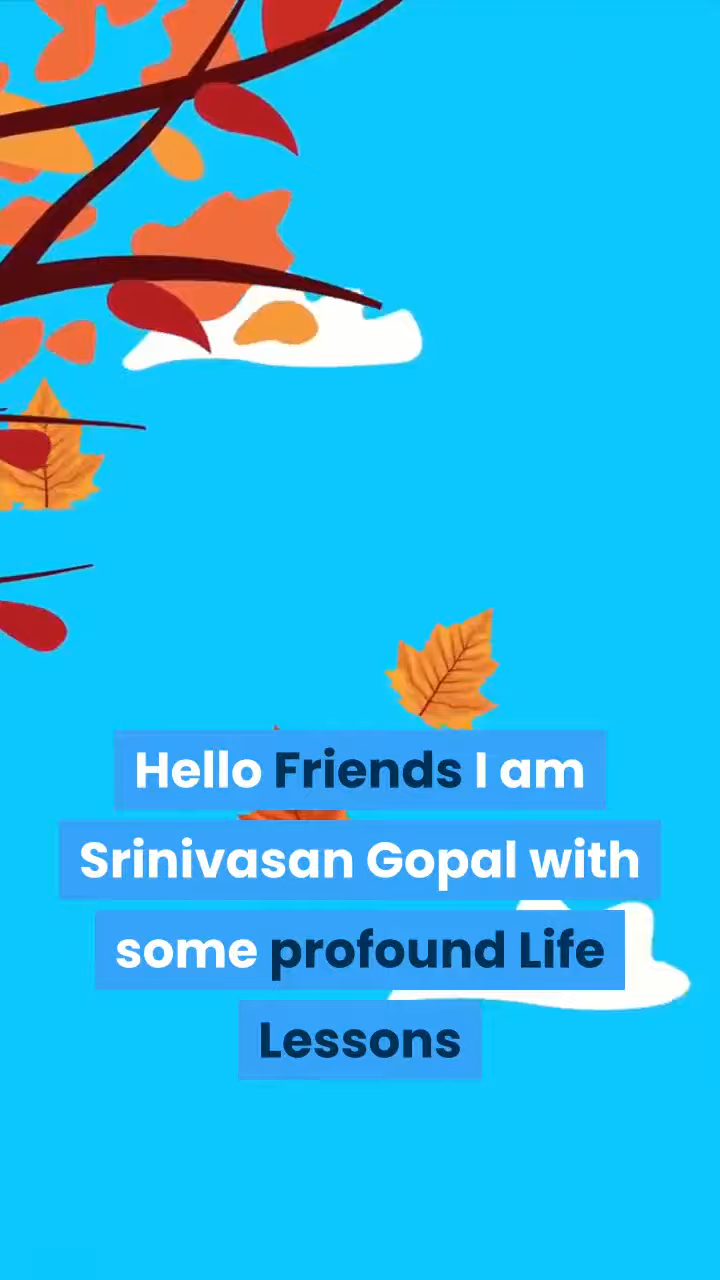 Hello Friends I am
Srinivasan Gopal with
some profound Life
Lessons